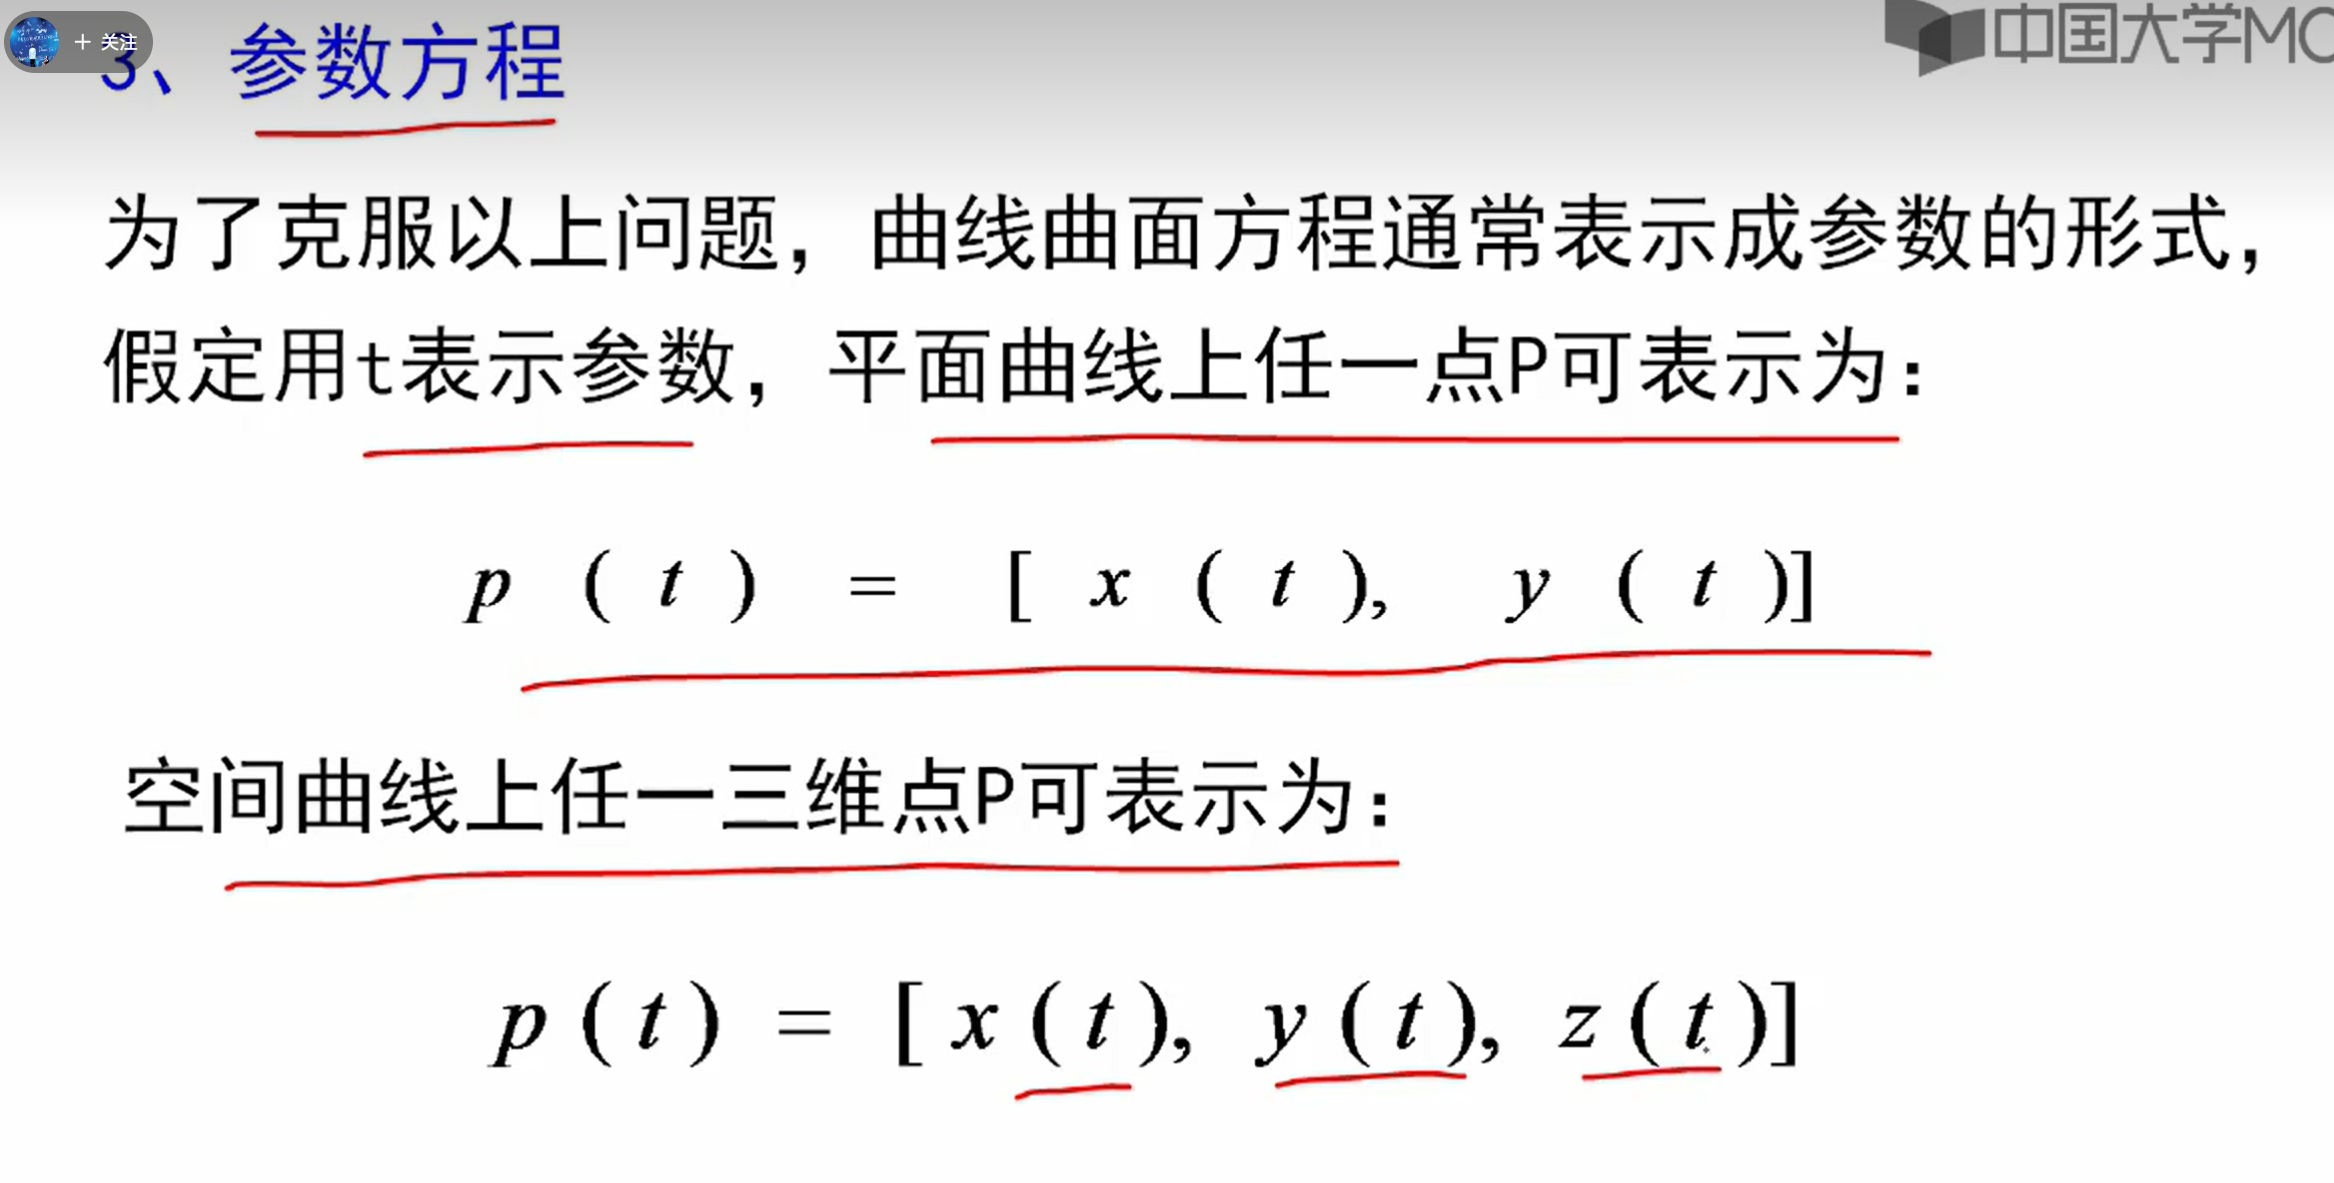 + 关注
中国大学MO
3、参数方程
为了克服以上问题，曲线曲面方程通常表示成参数的形式，
假定用t表示参数，平面曲线上任一点P可表示为：
p ( t ) = [ x ( t ), y ( t )]
空间曲线上任一三维点P可表示为：
p ( t ) = [ x ( t ), y ( t ), z ( t )]